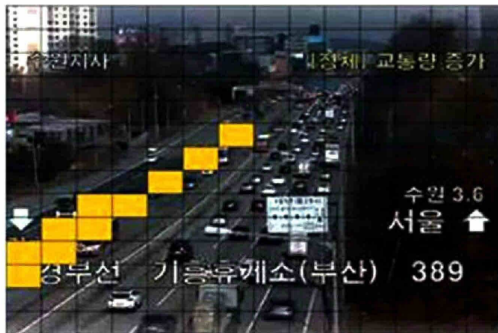 수원지사
[정체] 교통량 증가
수원 3.6
서울 ⬆
경부선 기흥휴게소(부산) 389